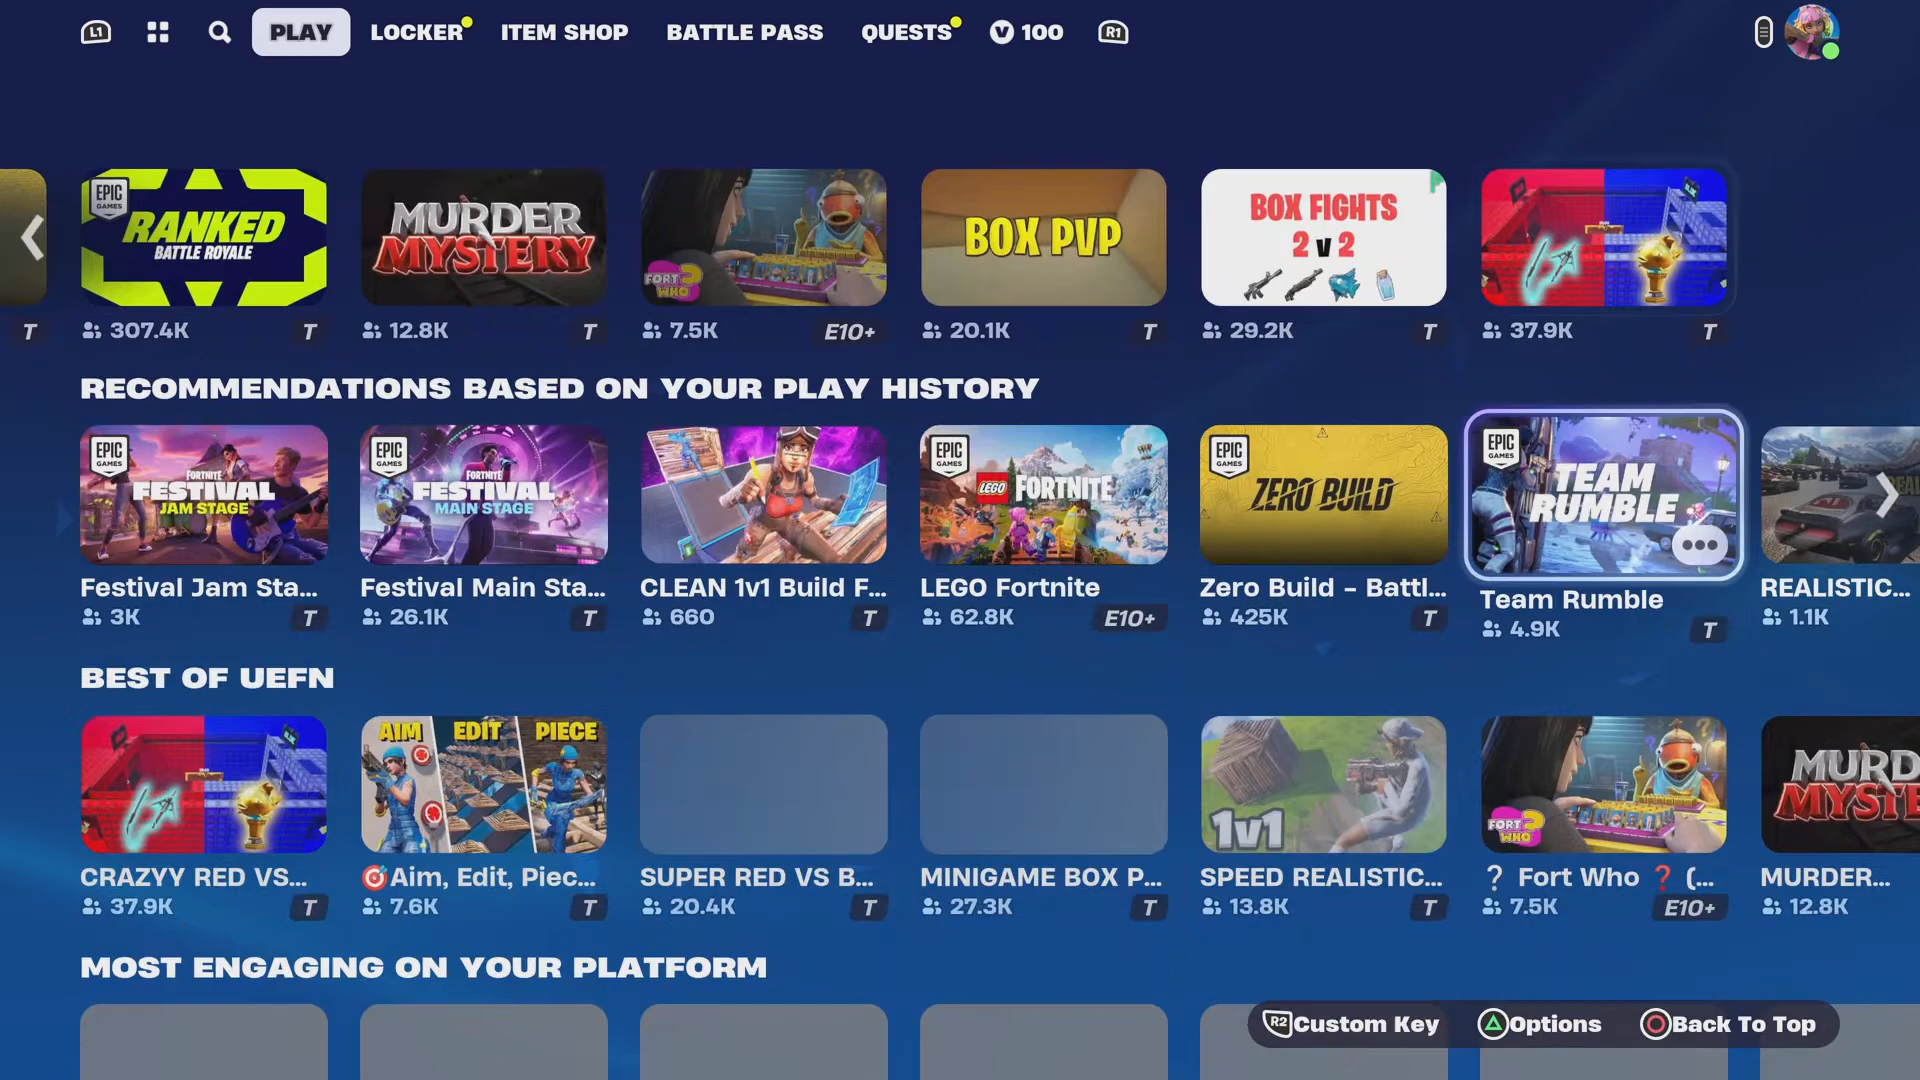 L1 PLAY LOCKER ITEM SHOP BATTLE PASS QUESTS V 100 R1
EPIC GAMES
RANKED
BATTLE ROYALE
MURDER
MYSTERY
FORT WHO ?
BOX PVP
BOX FIGHTS
2 v 2
T 307.4K T 12.8K T 7.5K E10+ 20.1K T 29.2K T 37.9K T
RECOMMENDATIONS BASED ON YOUR PLAY HISTORY
EPIC GAMES
FORTNITE
FESTIVAL
JAM STAGE
EPIC GAMES
FORTNITE
FESTIVAL
MAIN STAGE
EPIC GAMES
LEGO FORTNITE
EPIC GAMES
ZERO BUILD
EPIC GAMES
TEAM
RUMBLE
REAL
Festival Jam Sta... Festival Main Sta... CLEAN 1v1 Build F... LEGO Fortnite Zero Build - Battl... Team Rumble REALISTIC...
3K T 26.1K T 660 T 62.8K E10+ 425K T 4.9K T 1.1K
BEST OF UEFN
AIM EDIT PIECE
1v1
FORT WHO ?
MURD
MYSTE
CRAZYY RED VS... 🎯Aim, Edit, Piec... SUPER RED VS B... MINIGAME BOX P... SPEED REALISTIC... ❔ Fort Who ❓ (... MURDER...
37.9K T 7.6K T 20.4K T 27.3K T 13.8K T 7.5K E10+ 12.8K
MOST ENGAGING ON YOUR PLATFORM
R2 Custom Key Options Back To Top